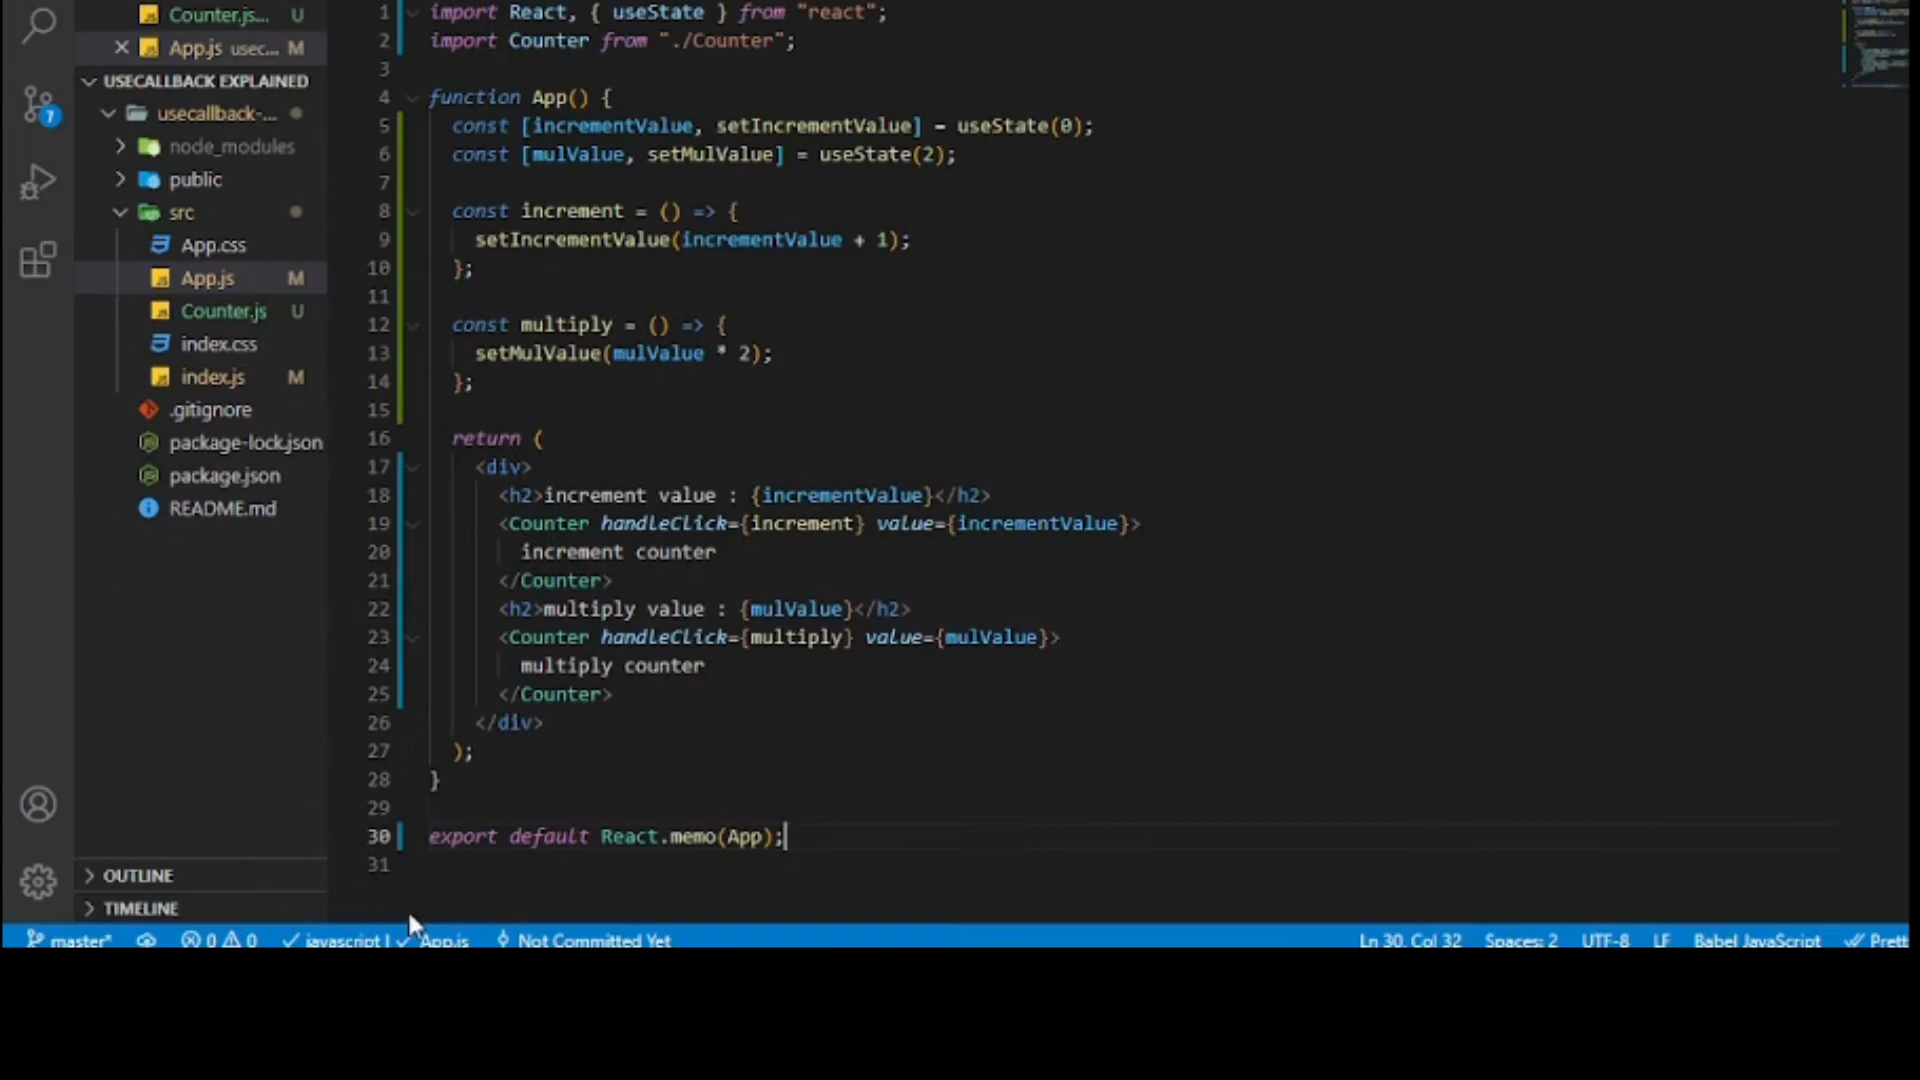 Counter.js... U
App.js usec... M
USECALLBACK EXPLAINED
usecallback-...
node_modules
public
src
App.css
App.js M
Counter.js U
index.css
index.js M
.gitignore
package-lock.json
package.json
README.md
OUTLINE
TIMELINE
7
1 import React, { useState } from "react";
2 import Counter from "./Counter";
3
4 function App() {
5 const [incrementValue, setIncrementValue] = useState(0);
6 const [mulValue, setMulValue] = useState(2);
7
8 const increment = () => {
9 setIncrementValue(incrementValue + 1);
10 };
11
12 const multiply = () => {
13 setMulValue(mulValue * 2);
14 };
15
16 return (
17 <div>
18 <h2>increment value : {incrementValue}</h2>
19 <Counter handleClick={increment} value={incrementValue}>
20 increment counter
21 </Counter>
22 <h2>multiply value : {mulValue}</h2>
23 <Counter handleClick={multiply} value={mulValue}>
24 multiply counter
25 </Counter>
26 </div>
27 );
28 }
29
30 export default React.memo(App);
31
master* 0 0 javascript | App.js Not Committed Yet Ln 30, Col 32 Spaces: 2 UTF-8 LF Babel JavaScript Prett